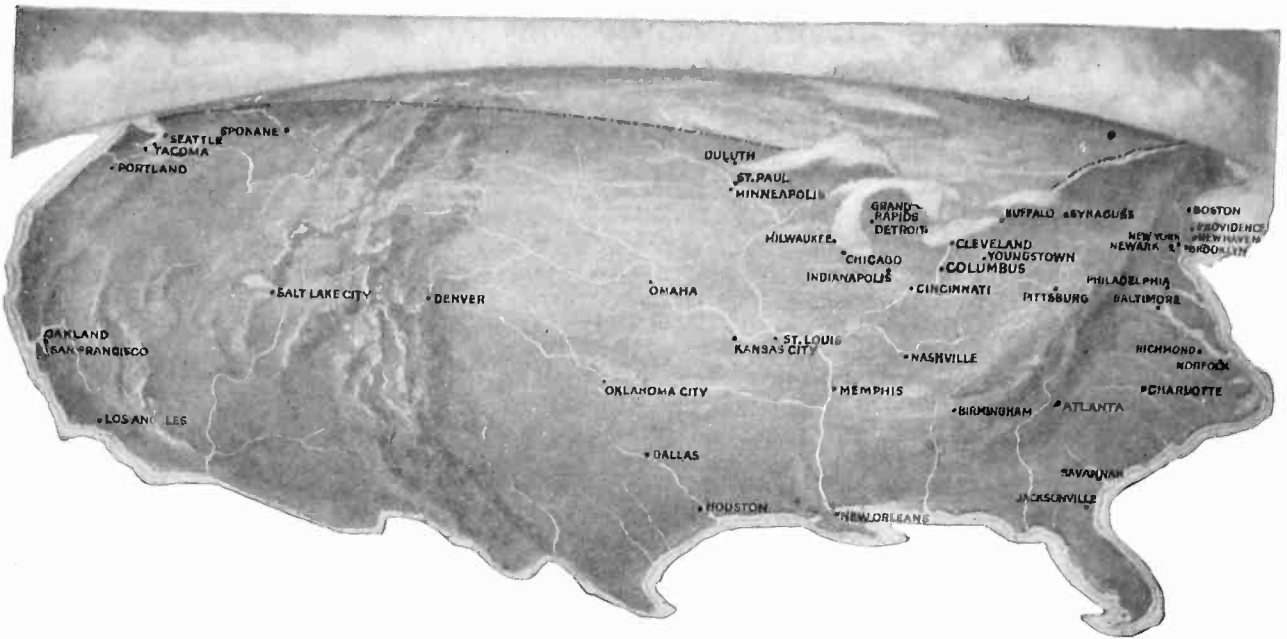 SEATTLE
SPOKANE
TACOMA
PORTLAND
DULUTH
ST. PAUL
MINNEAPOLIS
GRAND
RAPIDS
DETROIT
BUFFALO
SYRACUSE
BOSTON
PROVIDENCE
NEW HAVEN
NEW YORK
NEWARK
BROOKLYN
MILWAUKEE
CHICAGO
INDIANAPOLIS
CLEVELAND
YOUNGSTOWN
COLUMBUS
CINCINNATI
PITTSBURG
PHILADELPHIA
BALTIMORE
SALT LAKE CITY
DENVER
OMAHA
OAKLAND
SAN FRANCISCO
ST. LOUIS
KANSAS CITY
NASHVILLE
RICHMOND
NORFOLK
OKLAHOMA CITY
MEMPHIS
CHARLOTTE
BIRMINGHAM
ATLANTA
LOS ANGELES
DALLAS
SAVANNAH
JACKSONVILLE
HOUSTON
NEW ORLEANS